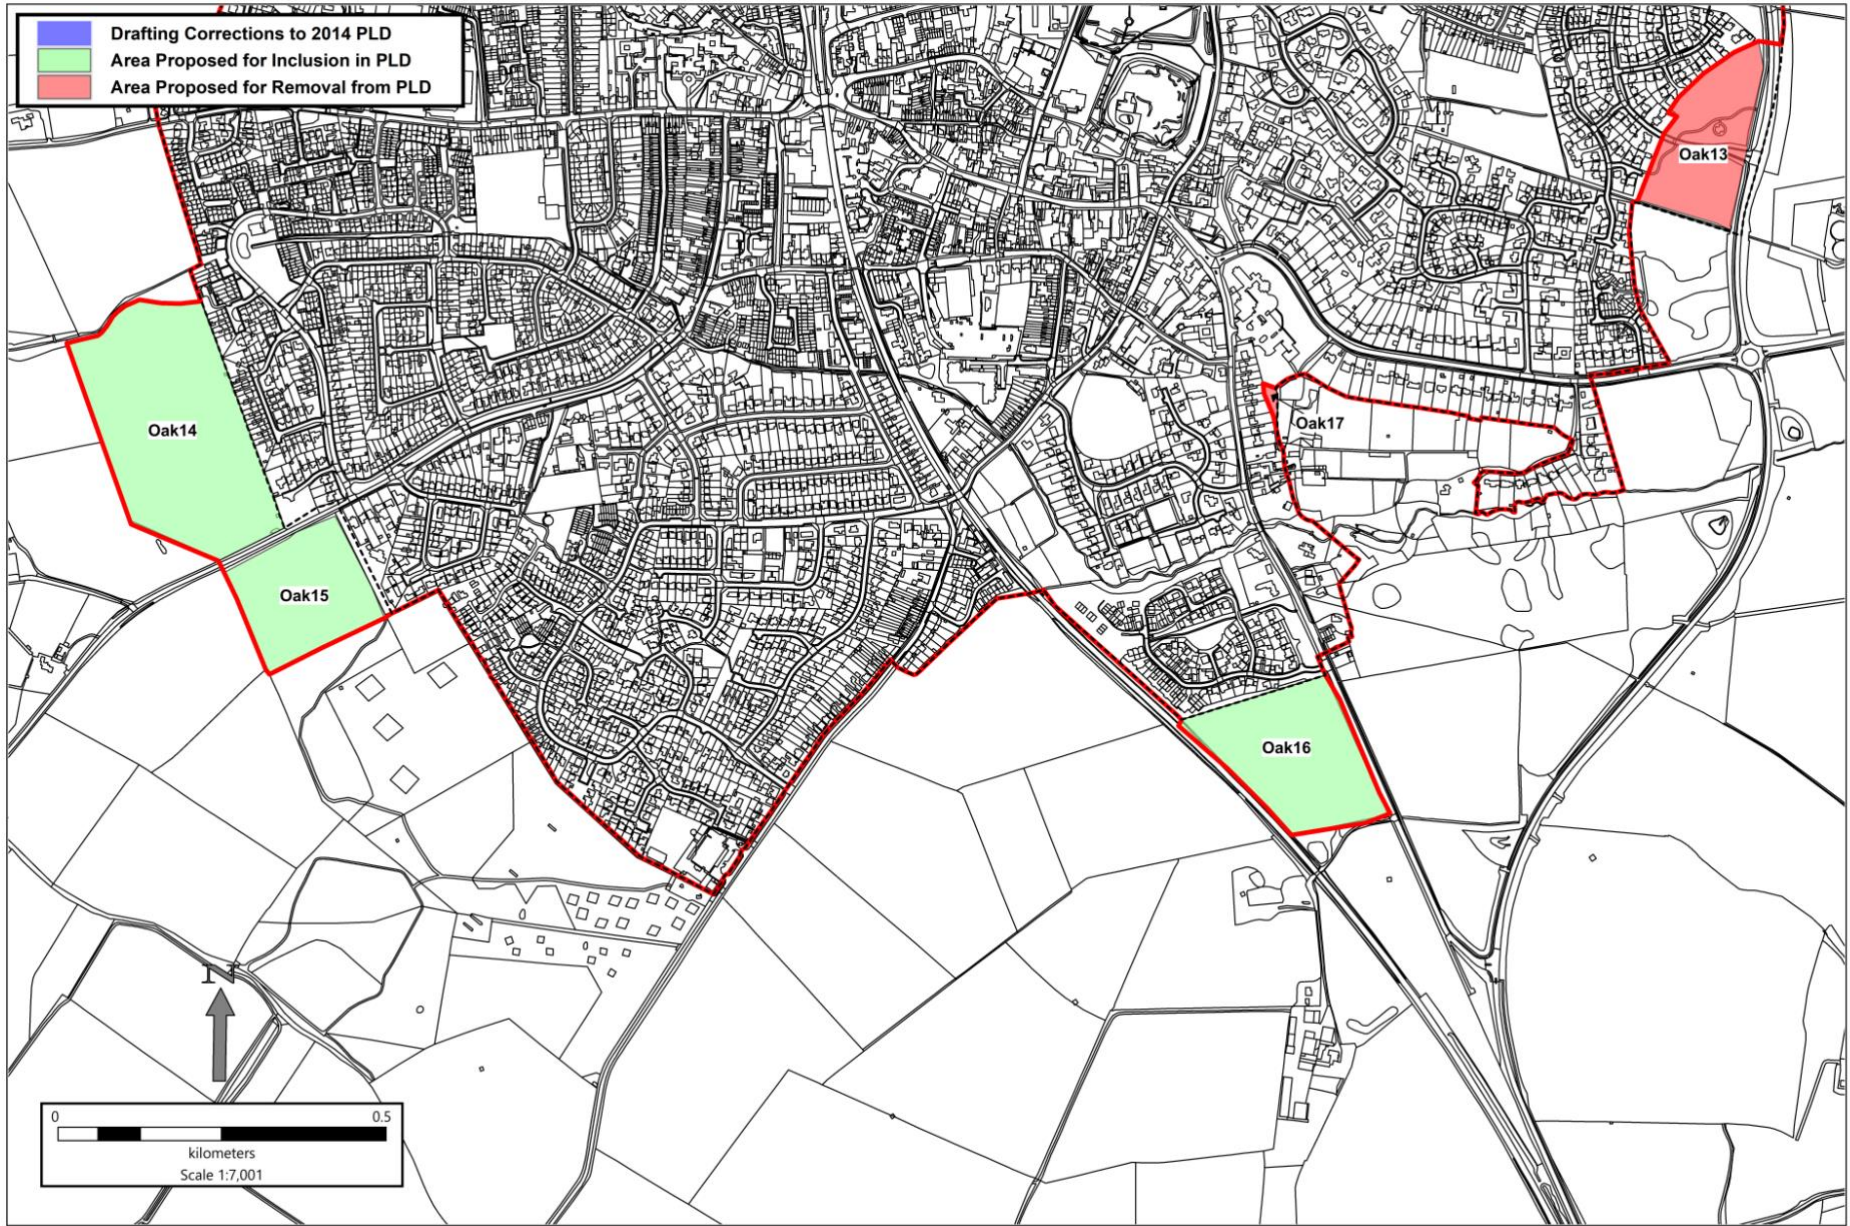 Drafting Corrections to 2014 PLD
Area Proposed for Inclusion in PLD
Area Proposed for Removal from PLD
Oak13
Oak17
Oak14
Oak15
Oak16
0 0.5
kilometers
Scale 1:7,001